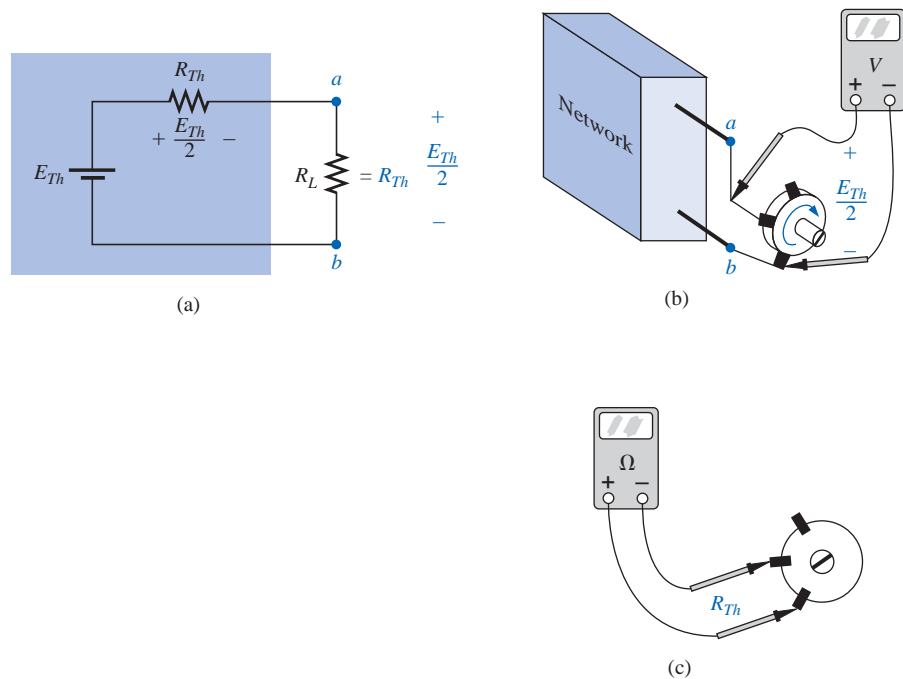 R_Th
+ E_Th/2 −
E_Th
a
R_L = R_Th
+
E_Th/2
−
b
(a)
Network
a
b
V
+ −
+
E_Th/2
−
(b)
Ω
+ −
R_Th
(c)